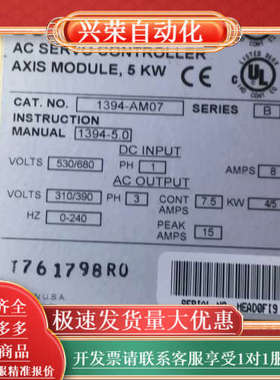 兴荣自动化
AC SERVO CONTROLLER
AXIS MODULE, 5 KW
CE
CAT. NO. 1394-AM07 SERIES B
INSTRUCTION
MANUAL 1394-5.0
DC INPUT
VOLTS 530/680 PH 1 AMPS 8
AC OUTPUT
VOLTS 310/390 PH 3 CONT AMPS 7.5 KW 4/5
HZ 0-240
PEAK AMPS 15
T761798R0
U.S.A.
极速发货量大优惠
开发票请联系客服享受1对1服